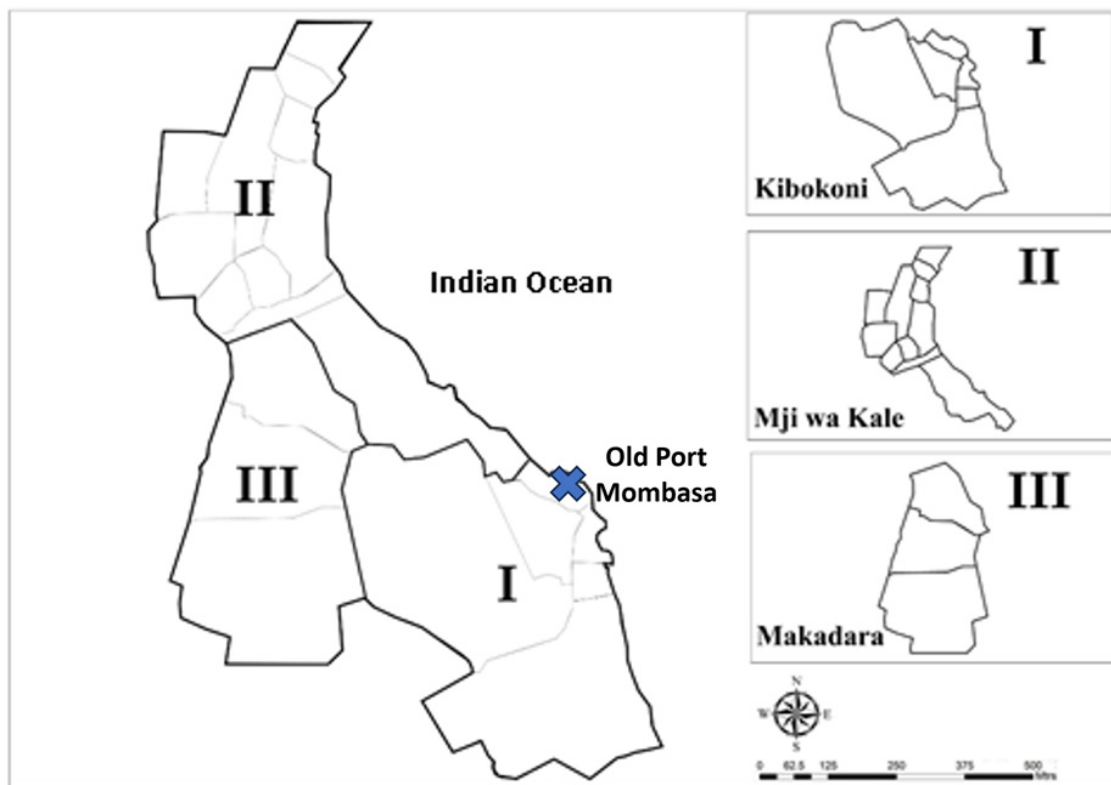 II
Indian Ocean
Old Port
Mombasa
III
I
I
Kibokoni
II
Mji wa Kale
III
Makadara
N
W E
S
0 62.5 125 250 375 500
Mtrs